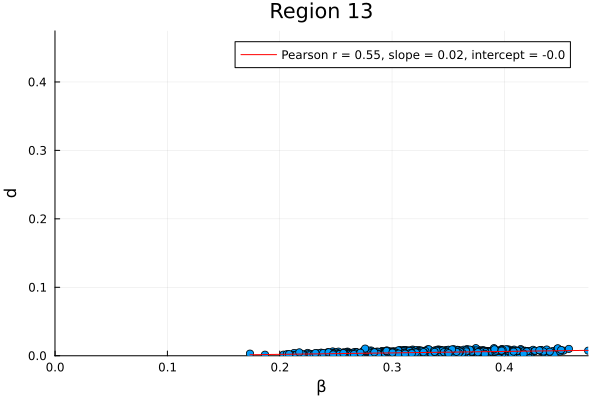 Region 13
Pearson r = 0.55, slope = 0.02, intercept = -0.0
d
0.4
0.3
0.2
0.1
0.0
0.0 0.1 0.2 0.3 0.4
β